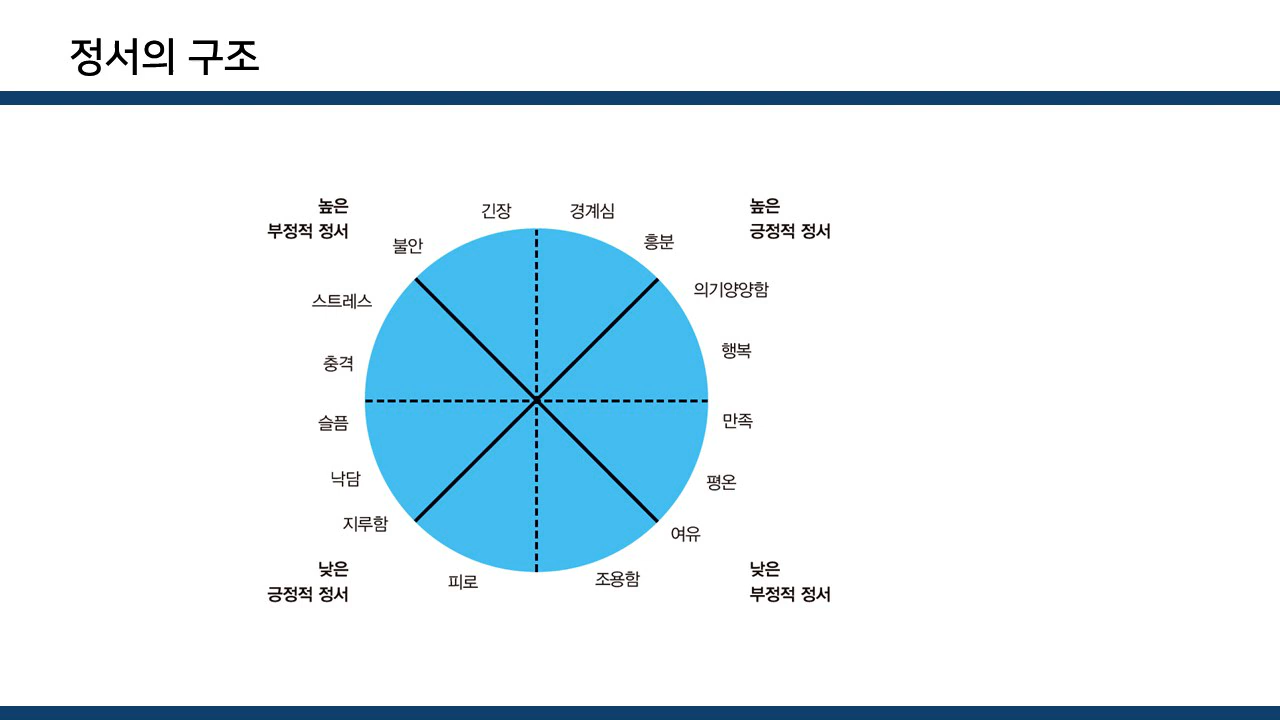 정서의 구조
높은
부정적 정서
긴장
경계심
높은
긍정적 정서
불안
흥분
스트레스
의기양양함
충격
행복
슬픔
만족
낙담
평온
지루함
여유
낮은
긍정적 정서
피로
조용함
낮은
부정적 정서